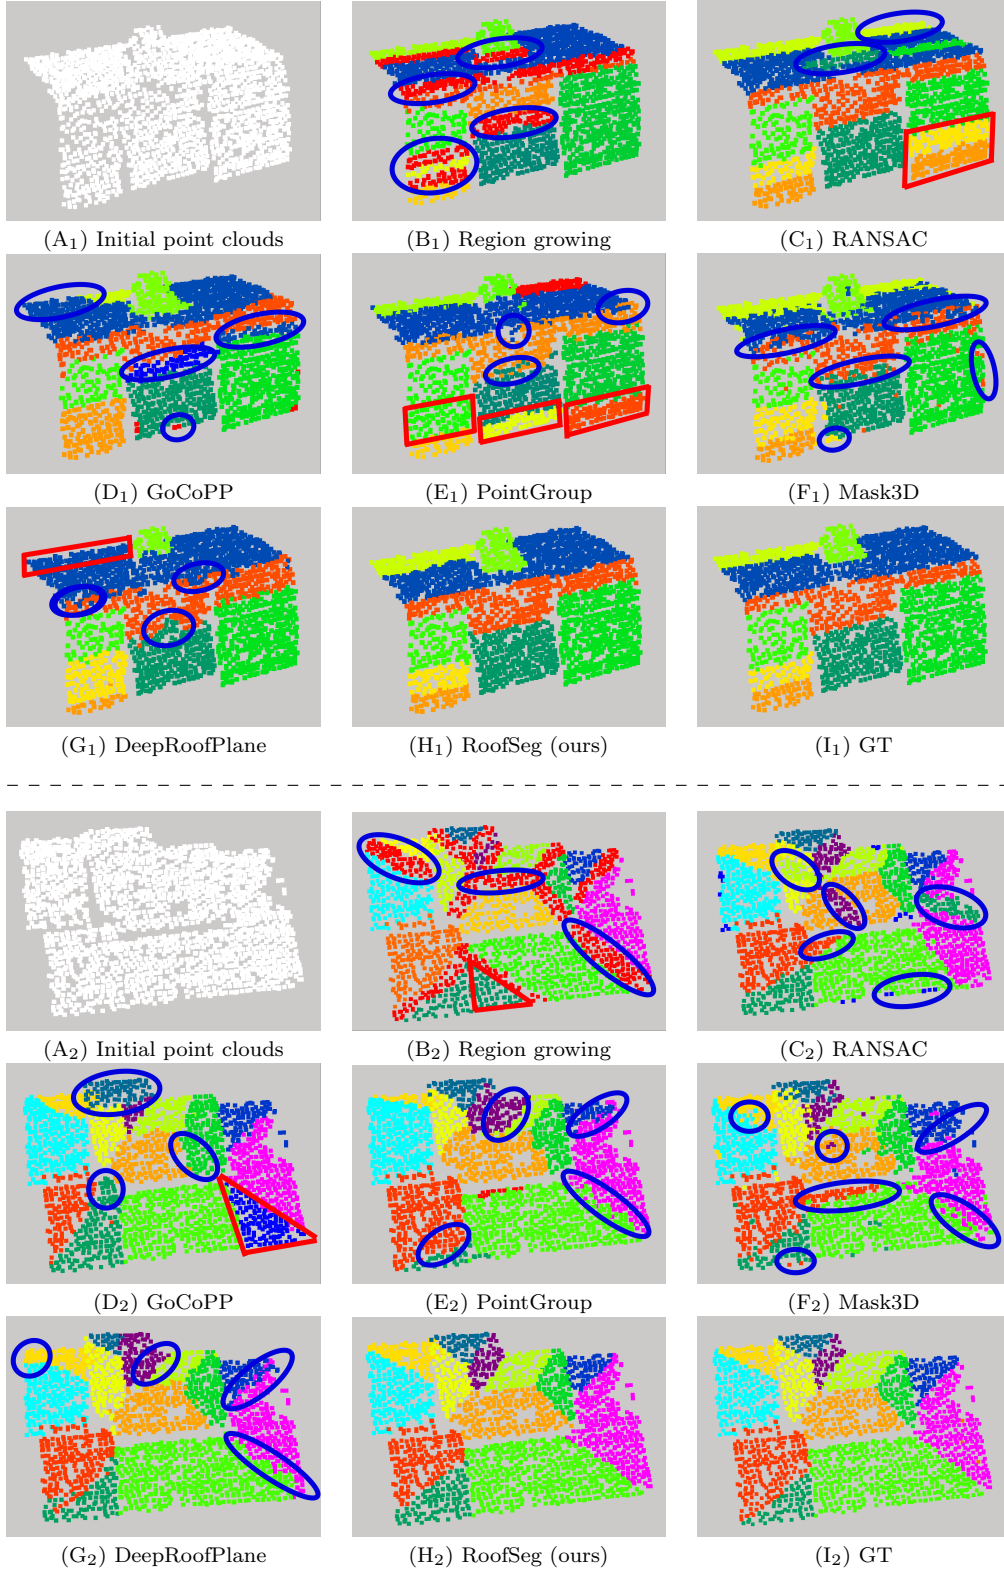 (A₁) Initial point clouds
(B₁) Region growing
(C₁) RANSAC
(D₁) GoCoPP
(E₁) PointGroup
(F₁) Mask3D
(G₁) DeepRoofPlane
(H₁) RoofSeg (ours)
(I₁) GT
(A₂) Initial point clouds
(B₂) Region growing
(C₂) RANSAC
(D₂) GoCoPP
(E₂) PointGroup
(F₂) Mask3D
(G₂) DeepRoofPlane
(H₂) RoofSeg (ours)
(I₂) GT